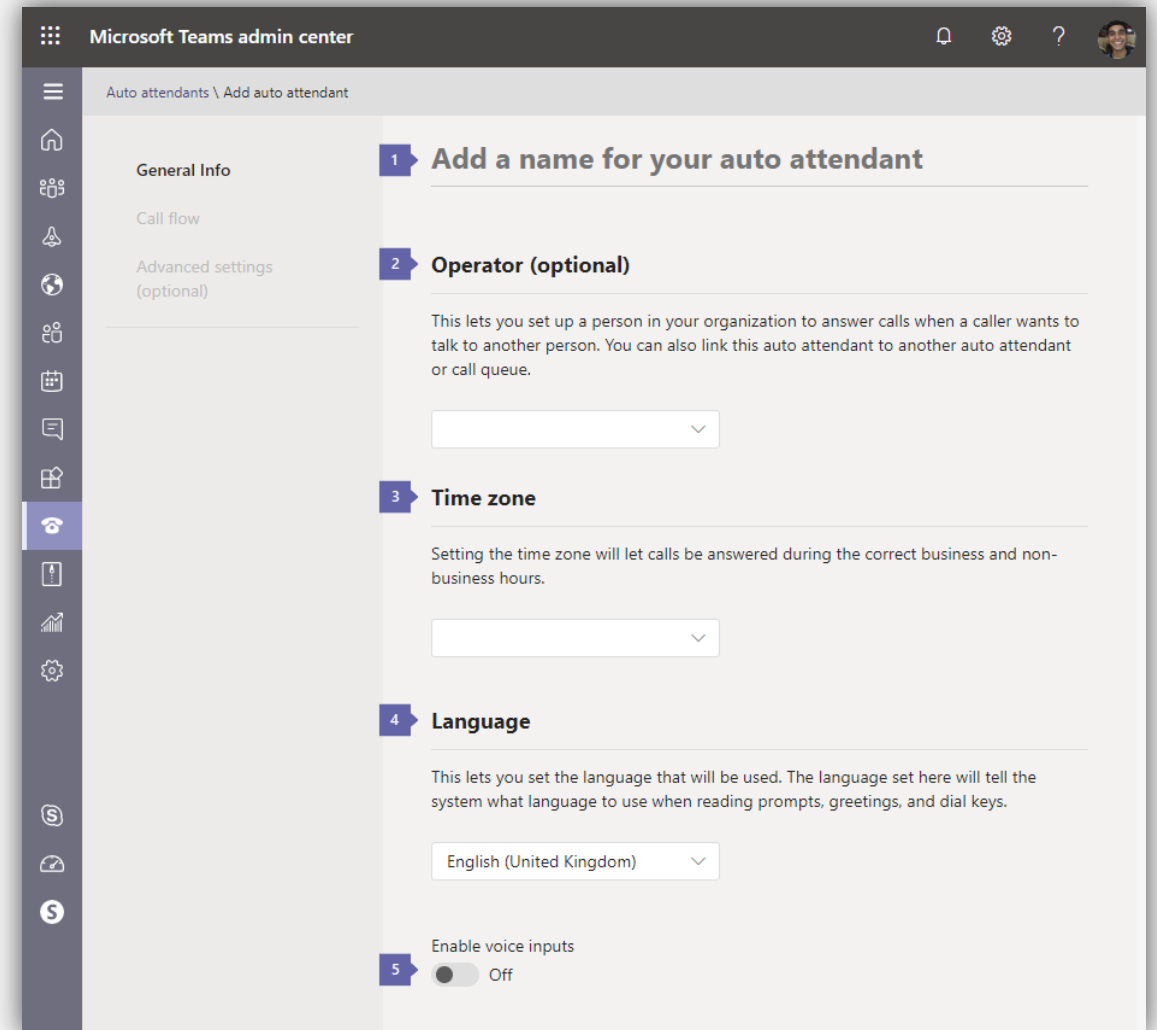 Microsoft Teams admin center
?
Auto attendants \ Add auto attendant
General Info
Call flow
Advanced settings
(optional)
1
Add a name for your auto attendant
2
Operator (optional)
This lets you set up a person in your organization to answer calls when a caller wants to
talk to another person. You can also link this auto attendant to another auto attendant
or call queue.
3
Time zone
Setting the time zone will let calls be answered during the correct business and non-
business hours.
4
Language
This lets you set the language that will be used. The language set here will tell the
system what language to use when reading prompts, greetings, and dial keys.
English (United Kingdom)
Enable voice inputs
5
Off
S
S